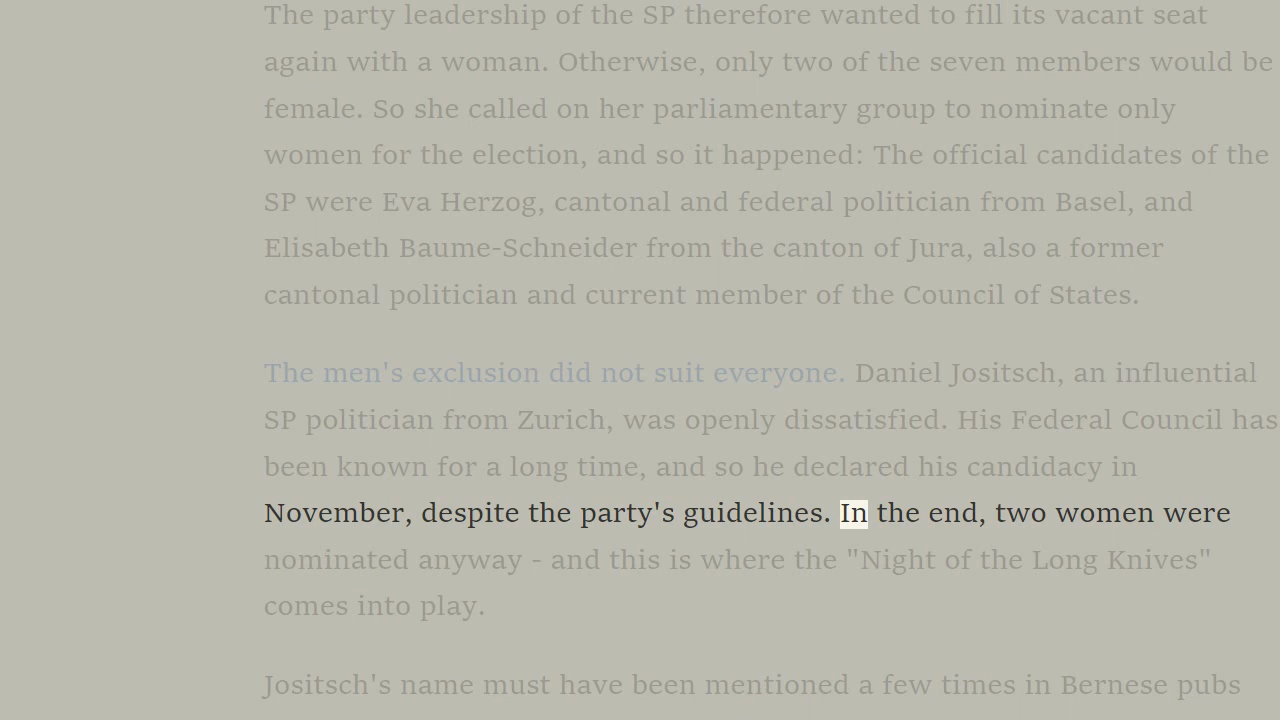 The party leadership of the SP therefore wanted to fill its vacant seat
again with a woman. Otherwise, only two of the seven members would be
female. So she called on her parliamentary group to nominate only
women for the election, and so it happened: The official candidates of the
SP were Eva Herzog, cantonal and federal politician from Basel, and
Elisabeth Baume-Schneider from the canton of Jura, also a former
cantonal politician and current member of the Council of States.
The men's exclusion did not suit everyone. Daniel Jositsch, an influential
SP politician from Zurich, was openly dissatisfied. His Federal Council has
been known for a long time, and so he declared his candidacy in
November, despite the party's guidelines. In the end, two women were
nominated anyway - and this is where the "Night of the Long Knives"
comes into play.
Jositsch's name must have been mentioned a few times in Bernese pubs